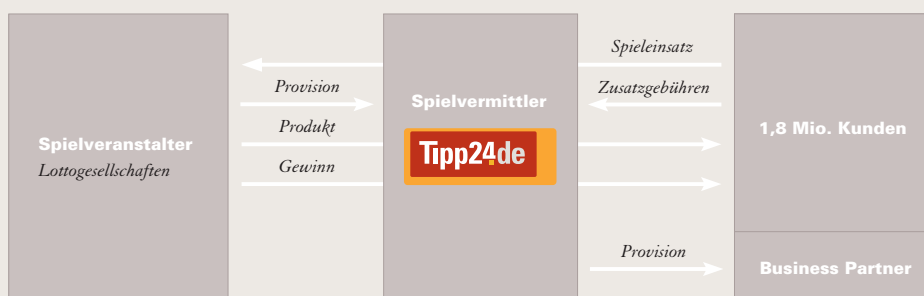 Spielveranstalter
Lottogesellschaften
Provision
Produkt
Gewinn
Spielvermittler
Tipp24.de
Spieleinsatz
Zusatzgebühren
Provision
1,8 Mio. Kunden
Business Partner